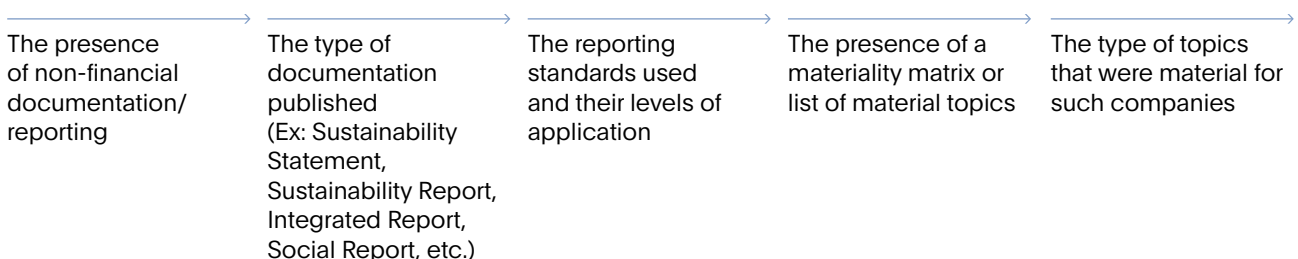 The presence
of non-financial
documentation/
reporting
The type of
documentation
published
(Ex: Sustainability
Statement,
Sustainability Report,
Integrated Report,
Social Report, etc.)
The reporting
standards used
and their levels of
application
The presence of a
materiality matrix or
list of material topics
The type of topics
that were material for
such companies